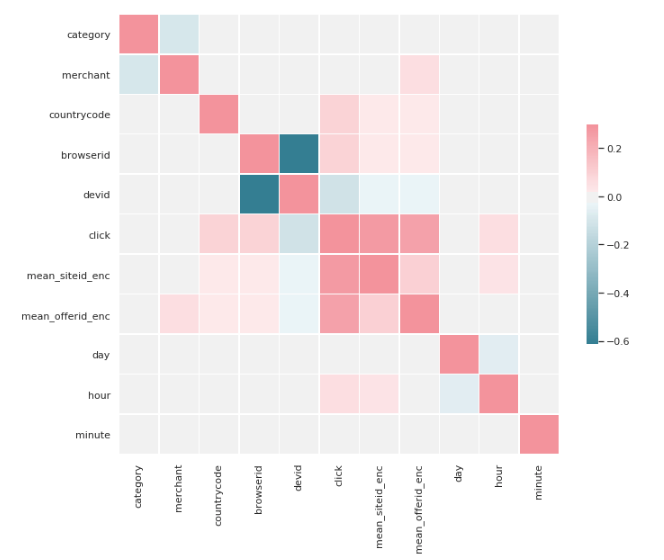 category
merchant
countrycode
browserid
devid
click
mean_siteid_enc
mean_offerid_enc
day
hour
minute
0.2
0.0
−0.2
−0.4
−0.6
category
merchant
countrycode
browserid
devid
click
mean_siteid_enc
mean_offerid_enc
day
hour
minute